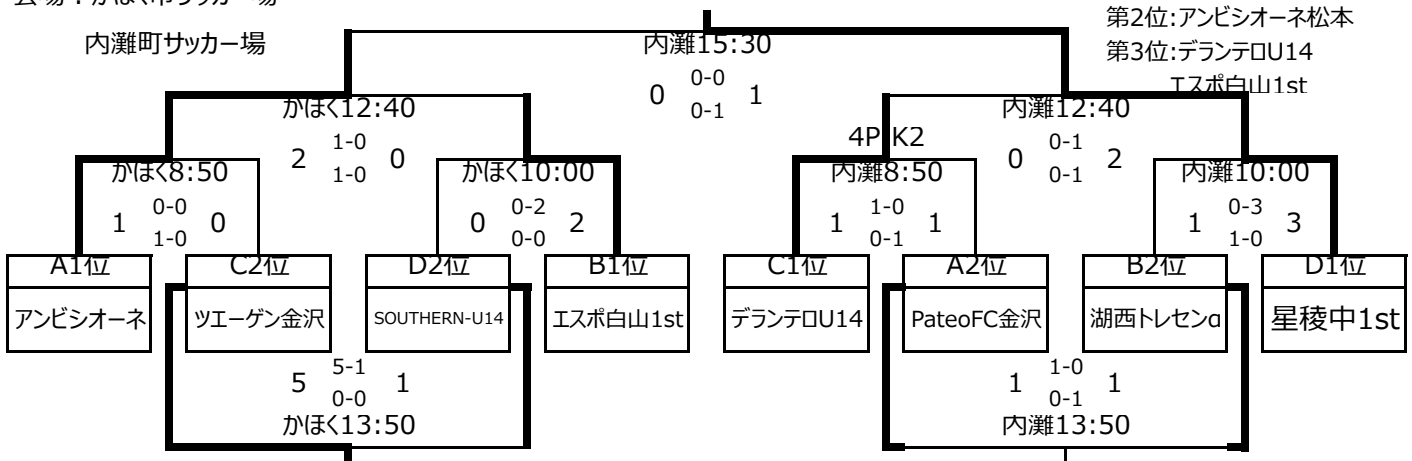 第2位:アンビシオーネ松本
内灘町サッカー場
内灘15:30
第3位:デランテロU14
0 0-0 1
0-1
エスポ白山1st
かほく12:40
内灘12:40
2 1-0 0
1-0
4PK2
0 0-1 2
0-1
かほく8:50
かほく10:00
内灘8:50
内灘10:00
1 0-0 0
1-0
0 0-2 2
0-0
1 1-0 1
0-1
1 0-3 3
1-0
A1位 C2位 D2位 B1位 C1位 A2位 B2位 D1位
アンビシオーネ ツエーゲン金沢 SOUTHERN-U14 エスポ白山1st デランテロU14 PateoFC金沢 湖西トレセンα 星稜中1st
5 5-1 1
0-0
1 1-0 1
0-1
かほく13:50
内灘13:50